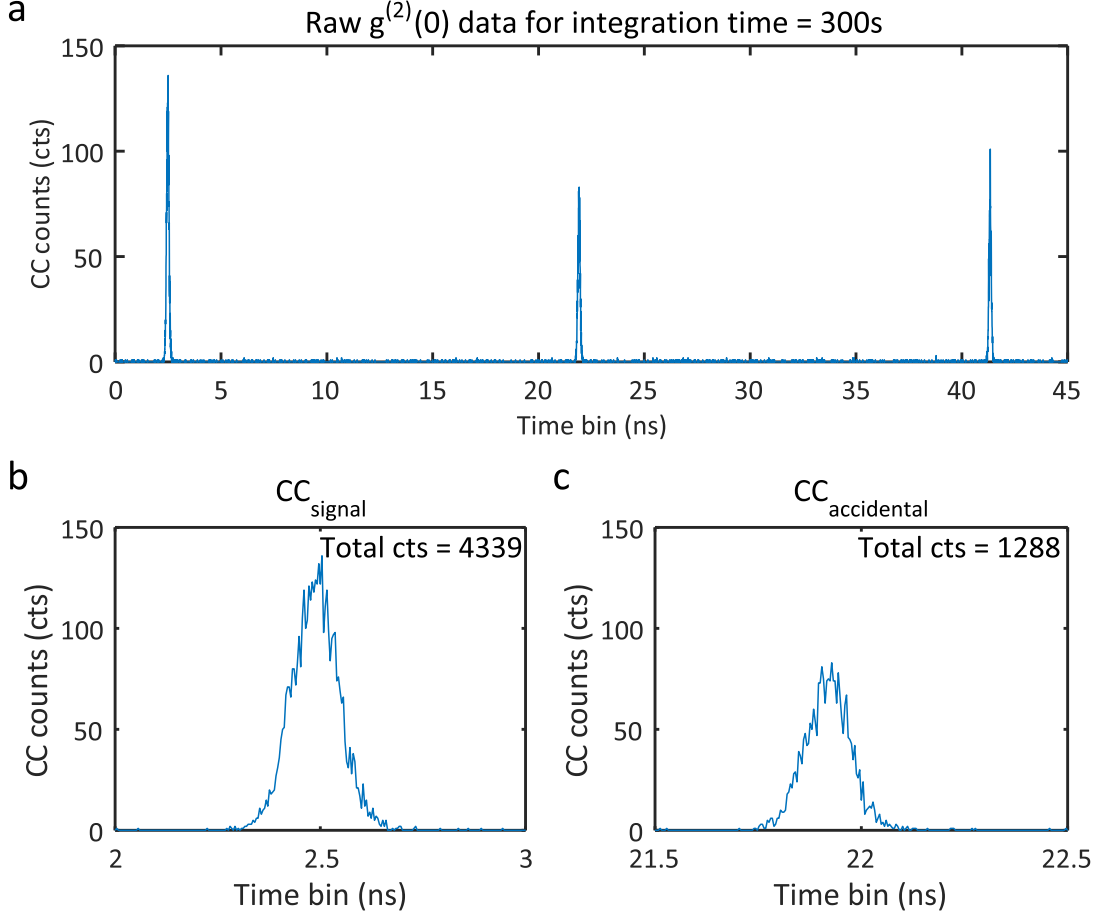 a
Raw g(2)(0) data for integration time = 300s
150
100
50
0
CC counts (cts)
0 5 10 15 20 25 30 35 40 45
Time bin (ns)
b
CCsignal
Total cts = 4339
150
100
50
0
CC counts (cts)
2 2.5 3
Time bin (ns)
c
CCaccidental
Total cts = 1288
150
100
50
0
CC counts (cts)
21.5 22 22.5
Time bin (ns)